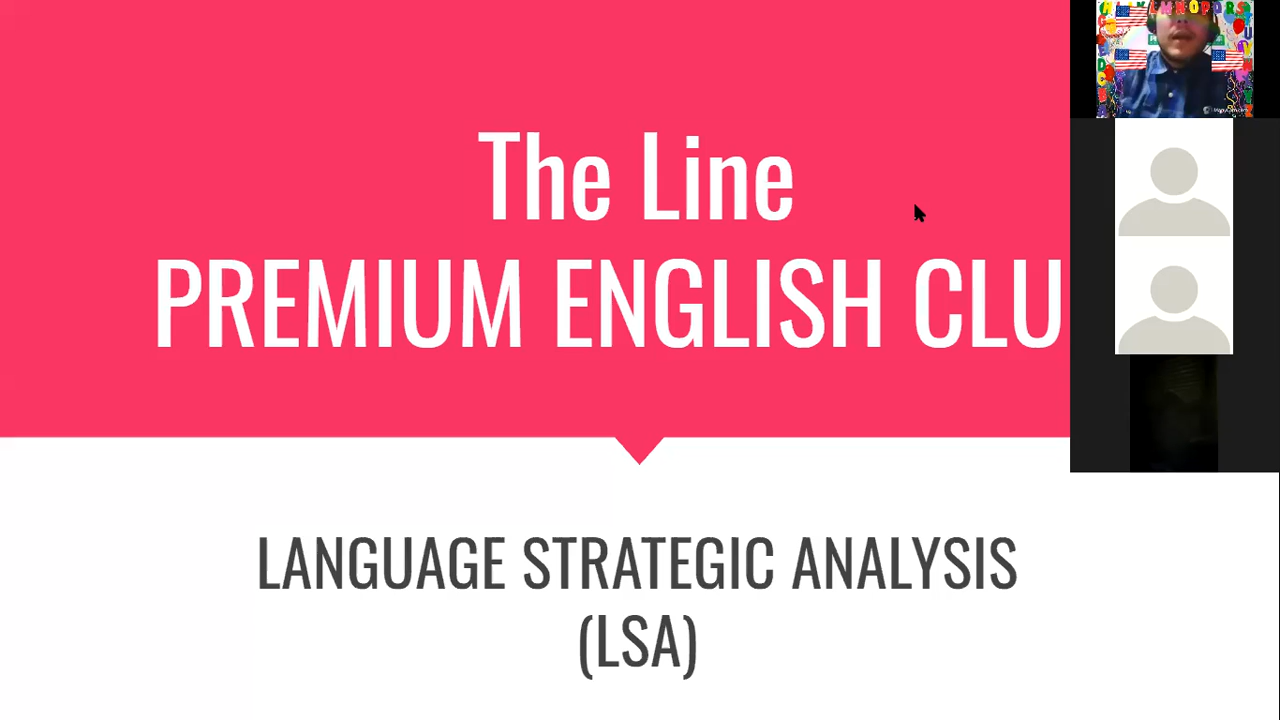 The Line
PREMIUM ENGLISH CLU
LANGUAGE STRATEGIC ANALYSIS
(LSA)